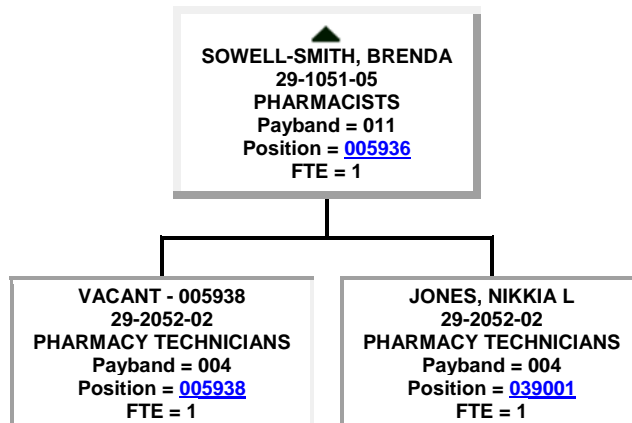 SOWELL-SMITH, BRENDA
29-1051-05
PHARMACISTS
Payband = 011
Position = 005936
FTE = 1
VACANT - 005938
29-2052-02
PHARMACY TECHNICIANS
Payband = 004
Position = 005938
FTE = 1
JONES, NIKKIA L
29-2052-02
PHARMACY TECHNICIANS
Payband = 004
Position = 039001
FTE = 1